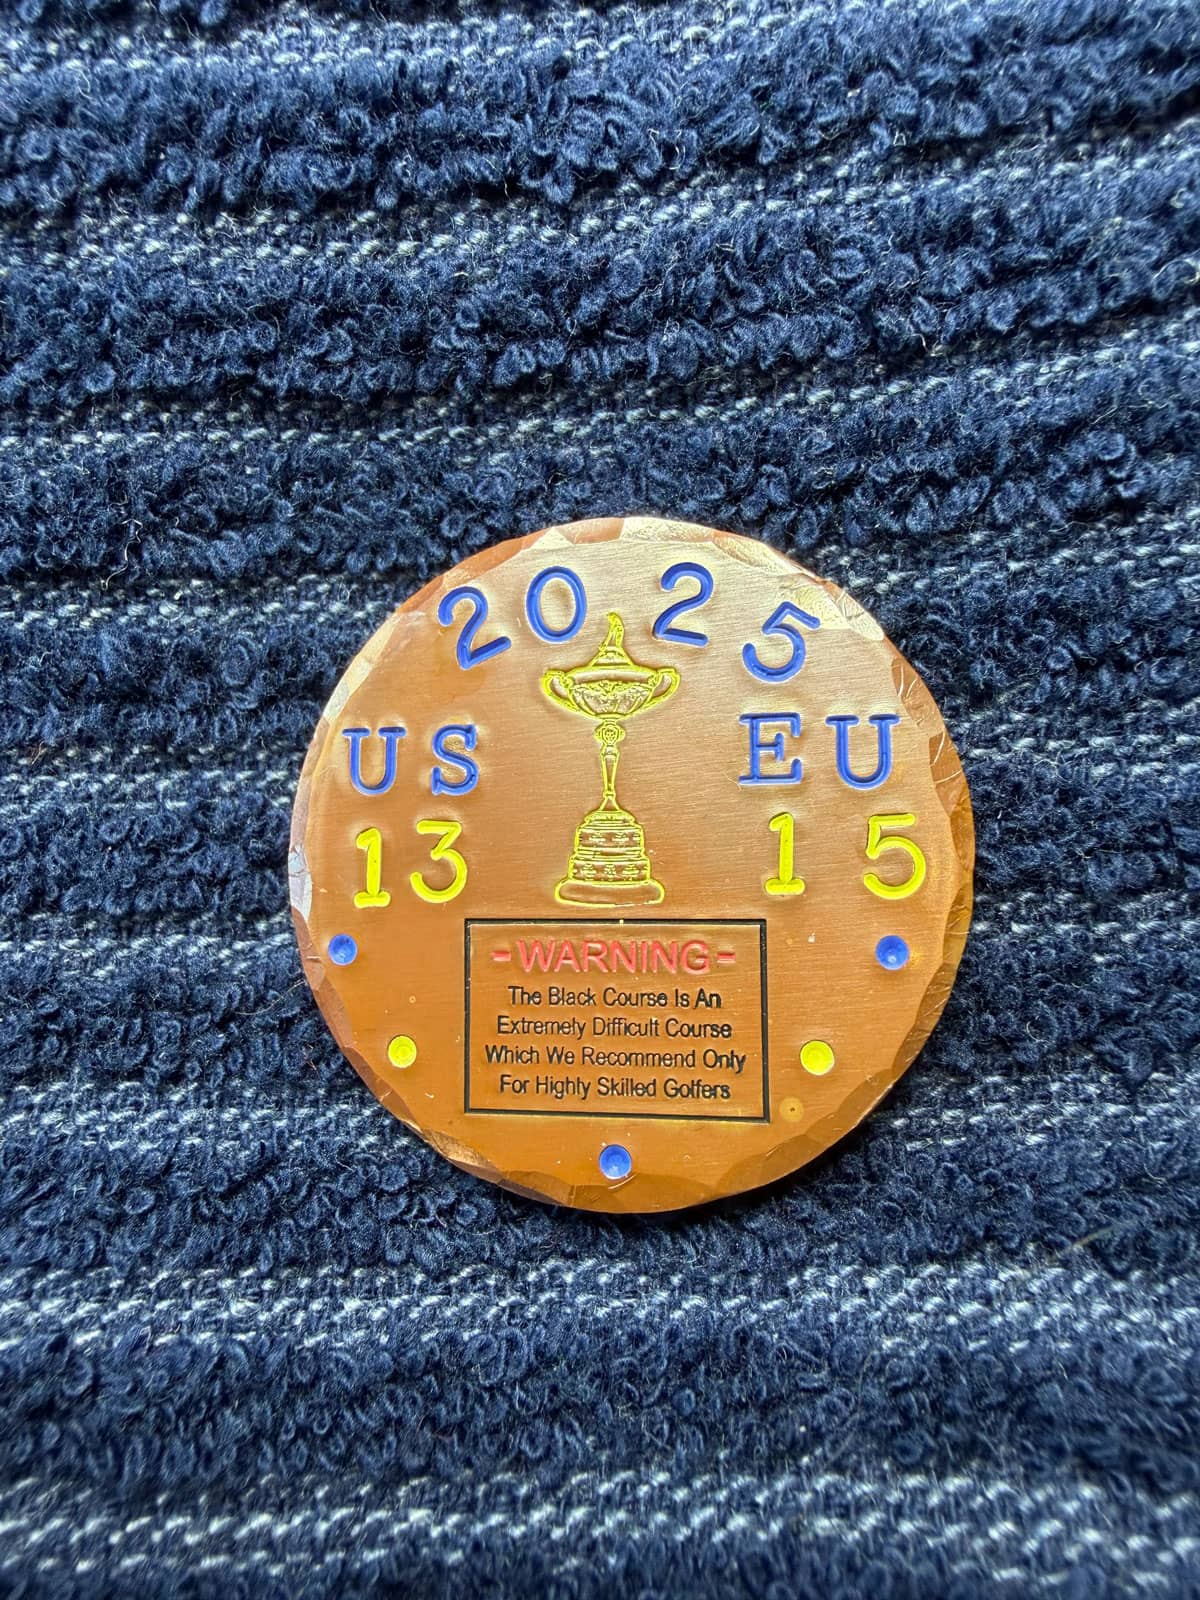 2025
US EU
13 15
-WARNING-
The Black Course Is An
Extremely Difficult Course
Which We Recommend Only
For Highly Skilled Golfers